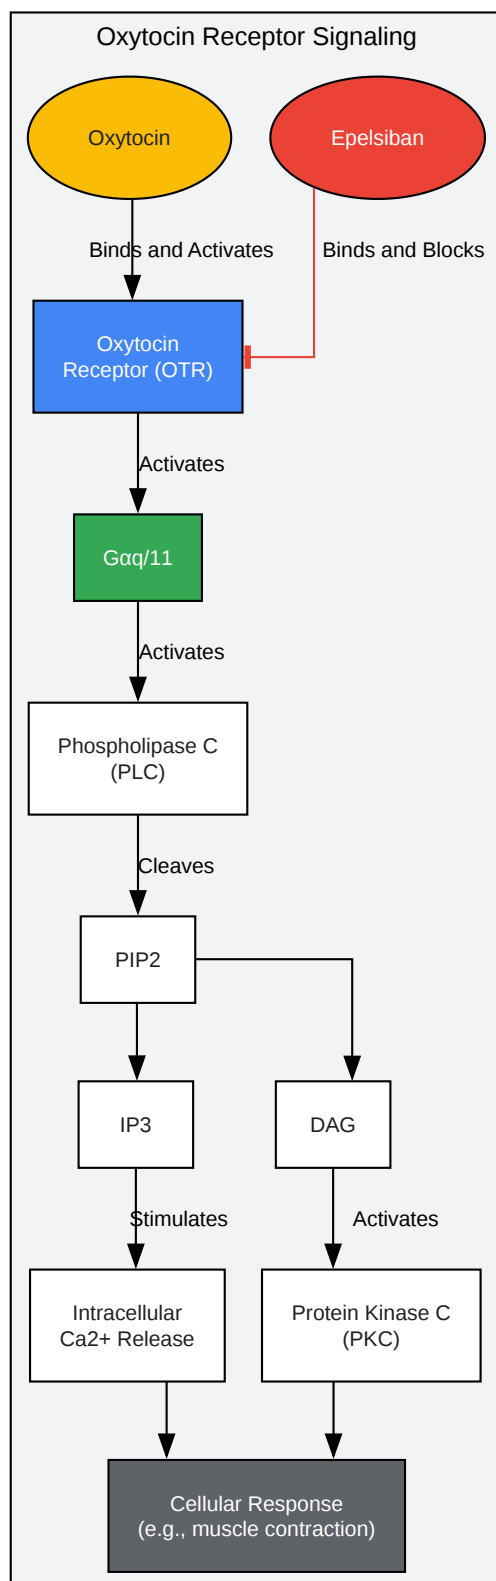 Oxytocin Receptor Signaling
Oxytocin
Epelsiban
Binds and Activates
Binds and Blocks
Oxytocin
Receptor (OTR)
Activates
Gαq/11
Activates
Phospholipase C
(PLC)
Cleaves
PIP2
IP3
DAG
Stimulates
Activates
Intracellular
Ca2+ Release
Protein Kinase C
(PKC)
Cellular Response
(e.g., muscle contraction)